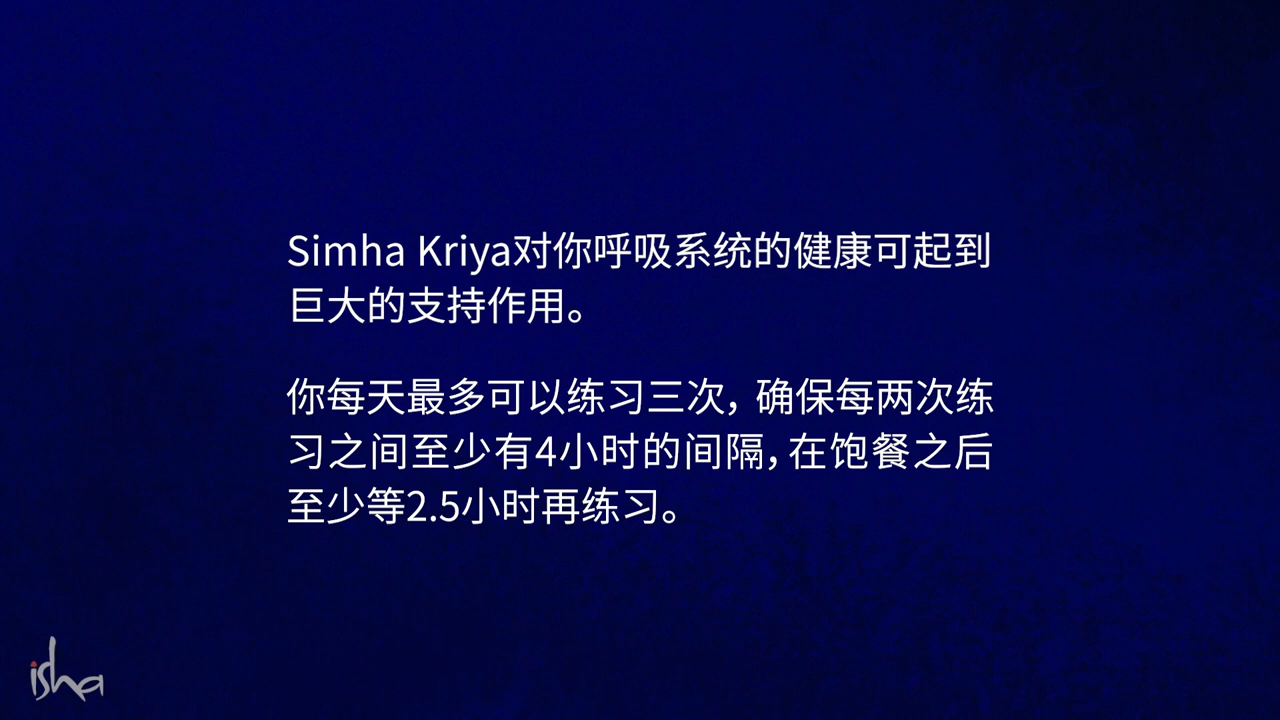 Simha Kriya对你呼吸系统的健康可起到
巨大的支持作用。
你每天最多可以练习三次，确保每两次练
习之间至少有4小时的间隔，在饱餐之后
至少等2.5小时再练习。
isha